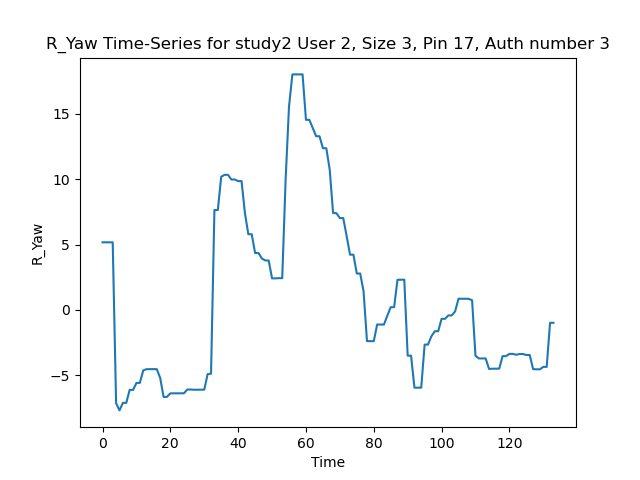 R_Yaw Time-Series for study2 User 2, Size 3, Pin 17, Auth number 3
15
10
5
0
−5
R_Yaw
0 20 40 60 80 100 120
Time